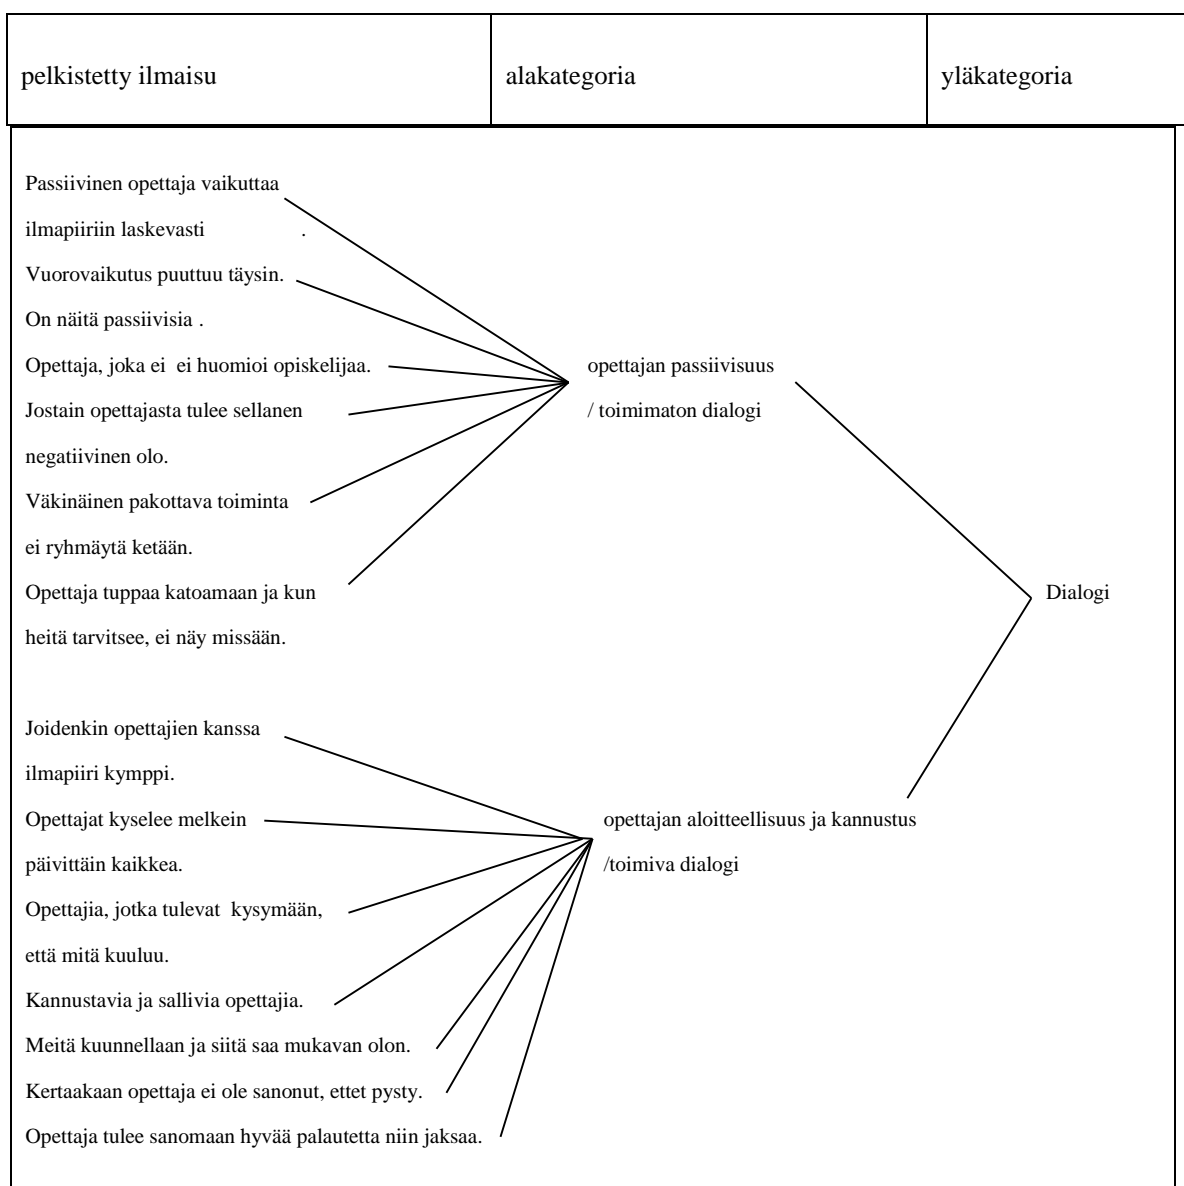 pelkistetty ilmaisu
alakategoria
yläkategoria
Passiivinen opettaja vaikuttaa
ilmapiiriin laskevasti .
Vuorovaikutus puuttuu täysin.
On näitä passiivisia .
Opettaja, joka ei  ei huomioi opiskelijaa.
Jostain opettajasta tulee sellanen
negatiivinen olo.
Väkinäinen pakottava toiminta
ei ryhmäytä ketään.
Opettaja tuppaa katoamaan ja kun
heitä tarvitsee, ei näy missään.
opettajan passiivisuus
/ toimimaton dialogi
Dialogi
Joidenkin opettajien kanssa
ilmapiiri kymppi.
Opettajat kyselee melkein
päivittäin kaikkea.
Opettajia, jotka tulevat  kysymään,
että mitä kuuluu.
Kannustavia ja sallivia opettajia.
Meitä kuunnellaan ja siitä saa mukavan olon.
Kertaakaan opettaja ei ole sanonut, ettet pysty.
Opettaja tulee sanomaan hyvää palautetta niin jaksaa.
opettajan aloitteellisuus ja kannustus
/toimiva dialogi